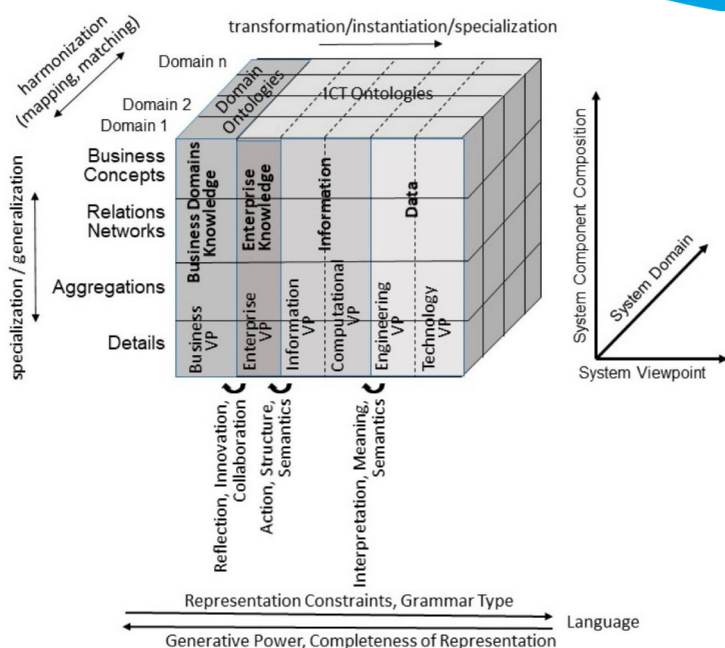 transformation/instantiation/specialization
harmonization
(mapping, matching)
Domain n
Domain 2
Domain 1
Domain
Ontologies
ICT Ontologies
specialization / generalization
Business
Concepts
Relations
Networks
Aggregations
Details
Business Domains
Knowledge
Enterprise
Knowledge
Information
Data
Business
VP
Enterprise
VP
Information
VP
Computational
VP
Engineering
VP
Technology
VP
System Component Composition
System Domain
System Viewpoint
Reflection, Innovation,
Collaboration
Action, Structure,
Semantics
Interpretation, Meaning,
Semantics
Representation Constraints, Grammar Type
Language
Generative Power, Completeness of Representation